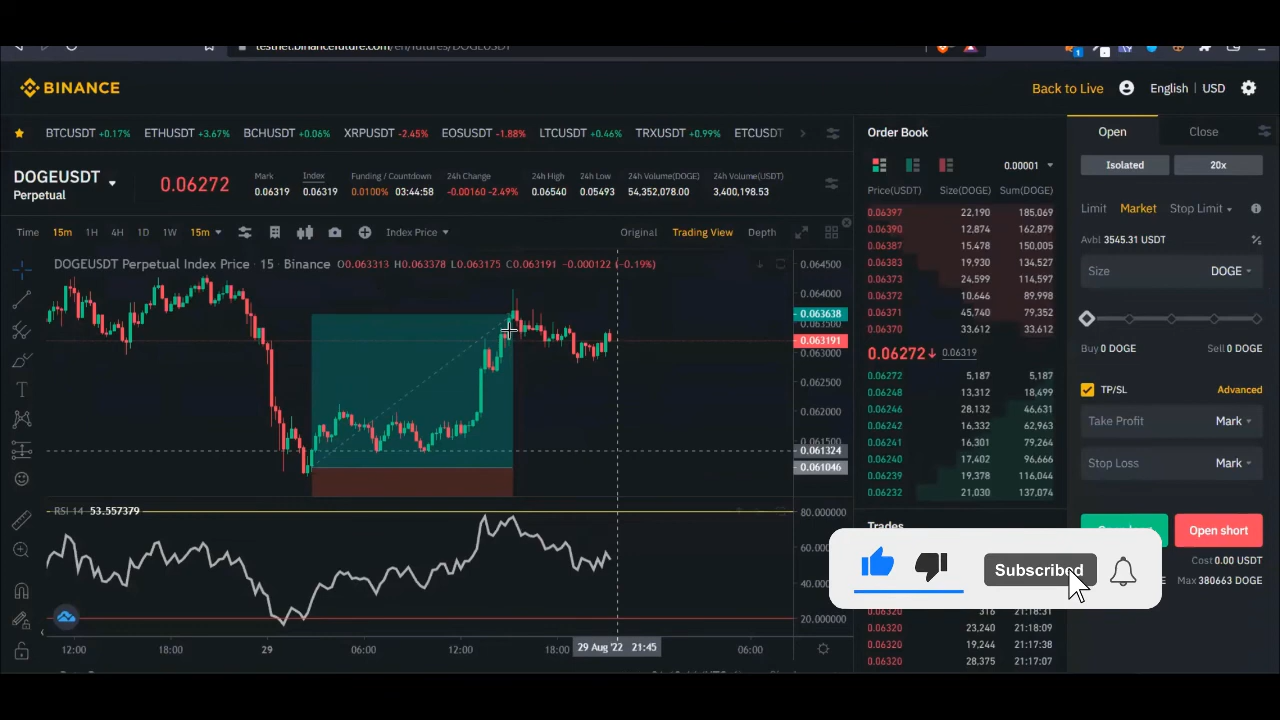 testnet.binancefuture.com/en/futures/DOGEUSDT
BINANCE
Back to Live English USD
BTCUSDT +0.17% ETHUSDT +3.67% BCHUSDT +0.06% XRPUSDT -2.45% EOSUSDT -1.88% LTCUSDT +0.46% TRXUSDT +0.99% ETCUSDT
DOGEUSDT
Perpetual
0.06272
Mark Index Funding / Countdown 24h Change 24h High 24h Low 24h Volume(DOGE) 24h Volume(USDT)
0.06319 0.06319 0.0100% 03:44:58 -0.00160 -2.49% 0.06540 0.05493 54,352,078.00 3,400,198.53
Time 15m 1H 4H 1D 1W 15m Index Price Original Trading View Depth
DOGEUSDT Perpetual Index Price · 15 · Binance O0.063313 H0.063378 L0.063175 C0.063191 -0.000122 (-0.19%)
0.064500
0.064000
0.063638
0.063500
0.063191
0.063000
0.062500
0.062000
0.061500
0.061324
0.061046
RSI 14 53.557379
80.000000
60.000000
40.000000
20.000000
12:00 18:00 29 06:00 12:00 18:00 29 Aug '22 21:45 06:00
Order Book
0.00001
Price(USDT) Size(DOGE) Sum(DOGE)
0.06397 22,190 185,069
0.06390 12,874 162,879
0.06387 15,478 150,005
0.06383 19,930 134,527
0.06373 24,599 114,597
0.06372 10,646 89,998
0.06371 45,740 79,352
0.06370 33,612 33,612
0.06272 0.06319
0.06272 5,187 5,187
0.06248 13,312 18,499
0.06246 28,132 46,631
0.06242 16,332 62,963
0.06241 16,301 79,264
0.06240 17,402 96,666
0.06239 19,378 116,044
0.06232 21,030 137,074
Trades
0.06320 316 21:18:31
0.06320 23,240 21:18:09
0.06320 19,244 21:17:38
0.06320 28,375 21:17:07
Open Close
Isolated 20x
Limit Market Stop Limit
Avbl 3545.31 USDT
Size DOGE
Buy 0 DOGE Sell 0 DOGE
TP/SL Advanced
Take Profit Mark
Stop Loss Mark
Open short
Cost 0.00 USDT
Max 380663 DOGE
Subscribed